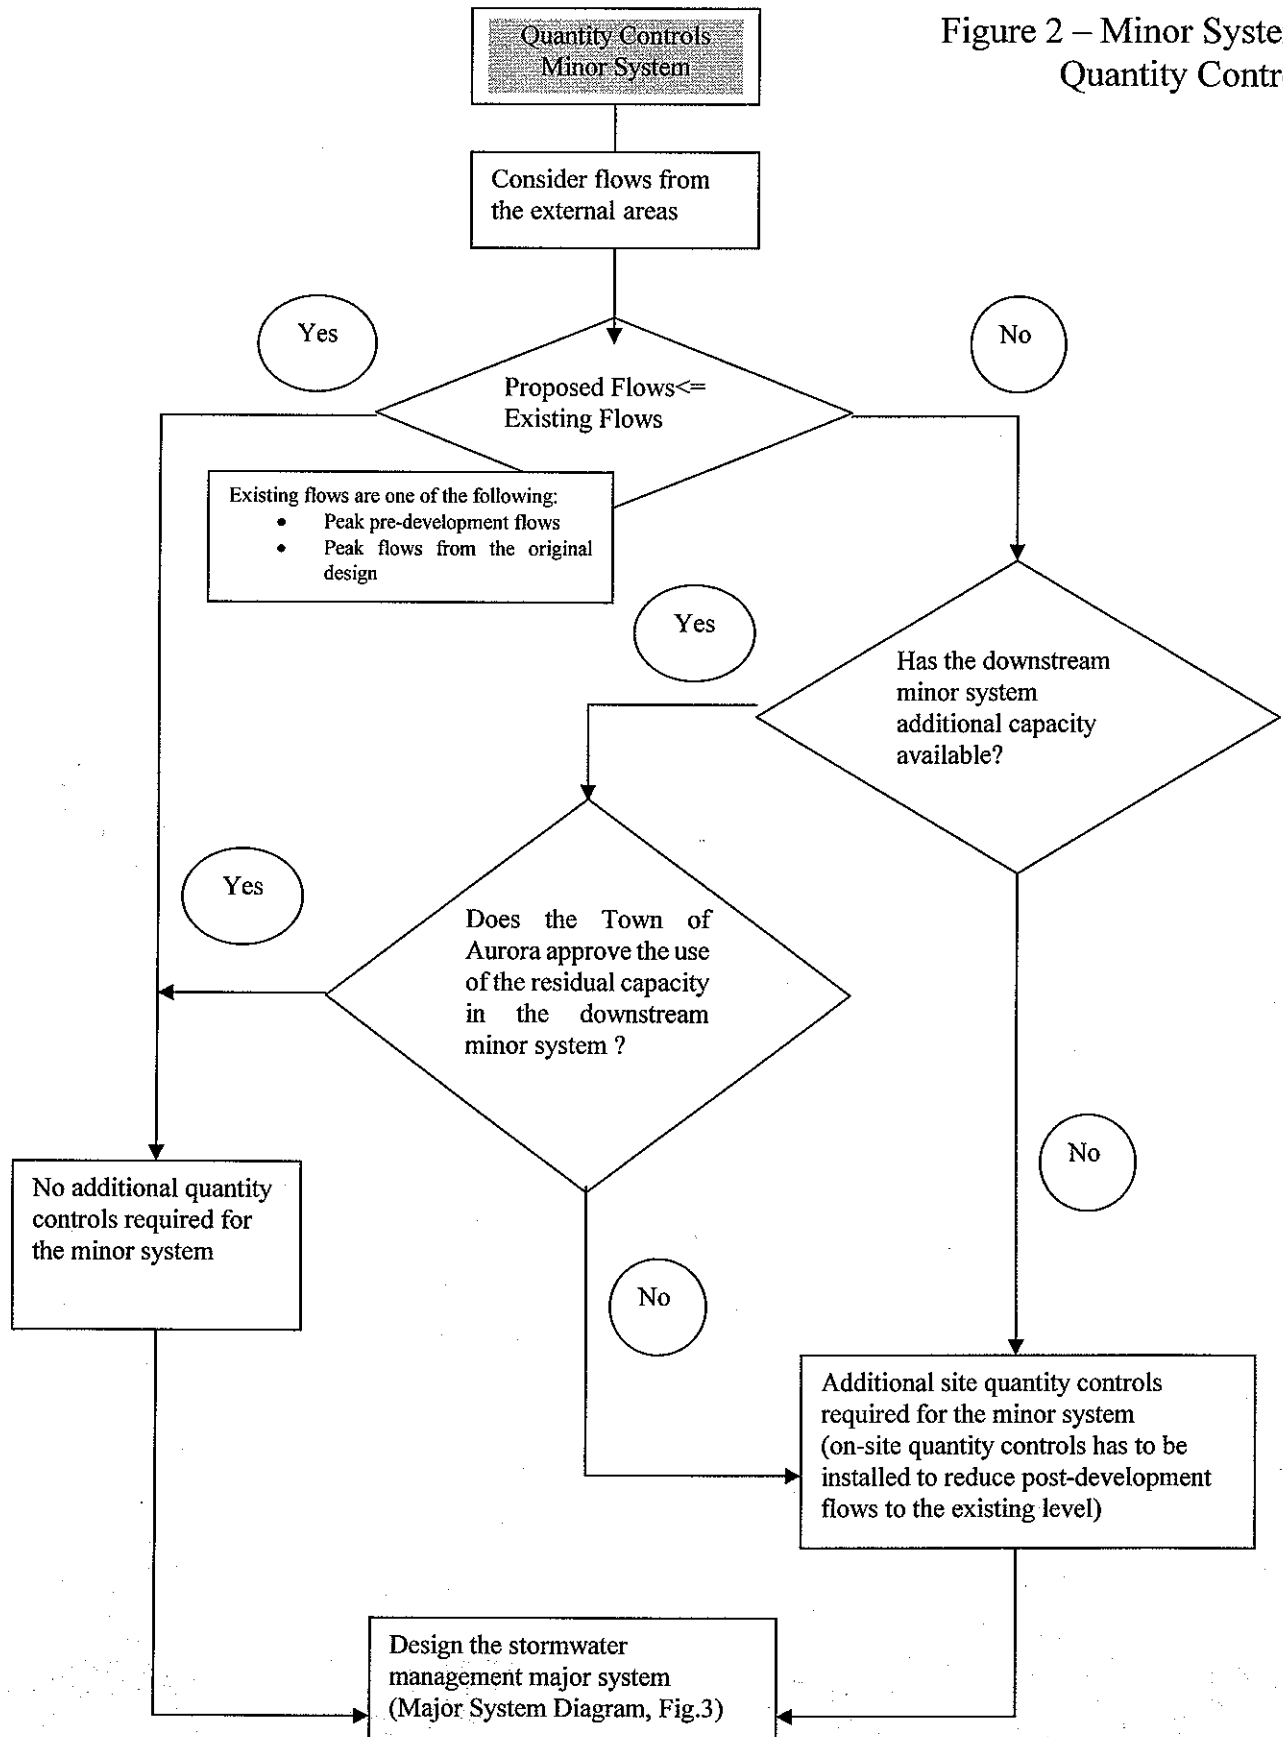 Figure 2 – Minor Syste
Quantity Contr
Quantity Controls
Minor System
Consider flows from
the external areas
Yes
No
Proposed Flows<=
Existing Flows
Existing flows are one of the following:
• Peak pre-development flows
• Peak flows from the original
design
Yes
Has the downstream
minor system
additional capacity
available?
Yes
Does the Town of
Aurora approve the use
of the residual capacity
in the downstream
minor system ?
No
No additional quantity
controls required for
the minor system
No
Additional site quantity controls
required for the minor system
(on-site quantity controls has to be
installed to reduce post-development
flows to the existing level)
Design the stormwater
management major system
(Major System Diagram, Fig.3)